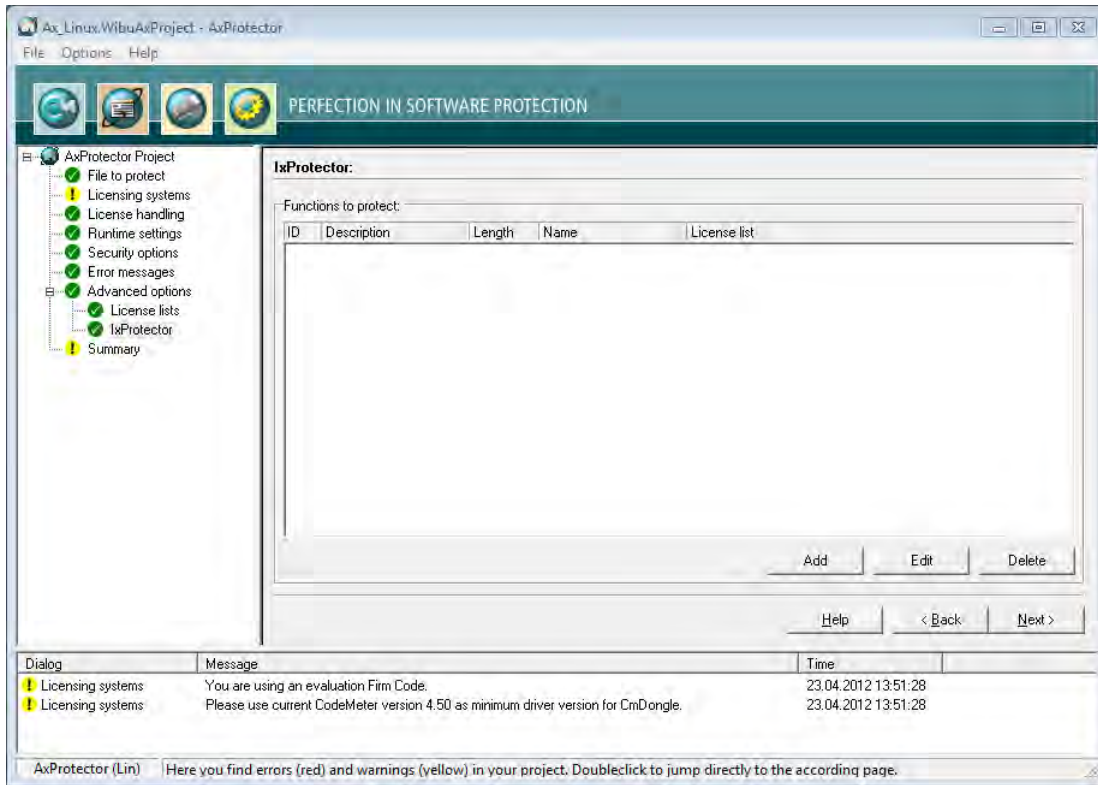 Ax_Linux.WibuAxProject - AxProtector
File Options Help
PERFECTION IN SOFTWARE PROTECTION
AxProtector Project
File to protect
Licensing systems
License handling
Runtime settings
Security options
Error messages
Advanced options
License lists
IxProtector
Summary
IxProtector:
Functions to protect:
ID Description Length Name License list
Add Edit Delete
Help < Back Next >
Dialog Message Time
Licensing systems You are using an evaluation Firm Code. 23.04.2012 13:51:28
Licensing systems Please use current CodeMeter version 4.50 as minimum driver version for CmDongle. 23.04.2012 13:51:28
AxProtector (Lin) Here you find errors (red) and warnings (yellow) in your project. Doubleclick to jump directly to the according page.